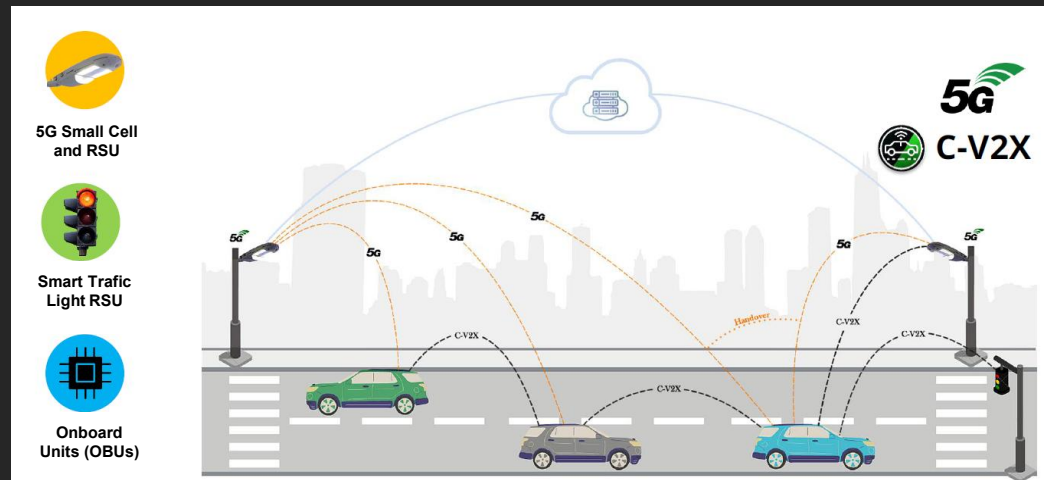 5G Small Cell
and RSU
Smart Trafic
Light RSU
Onboard
Units (OBUs)
5G
C-V2X
5G
5G
5G
5G
5G
5G
Handover
C-V2X
C-V2X
C-V2X
C-V2X